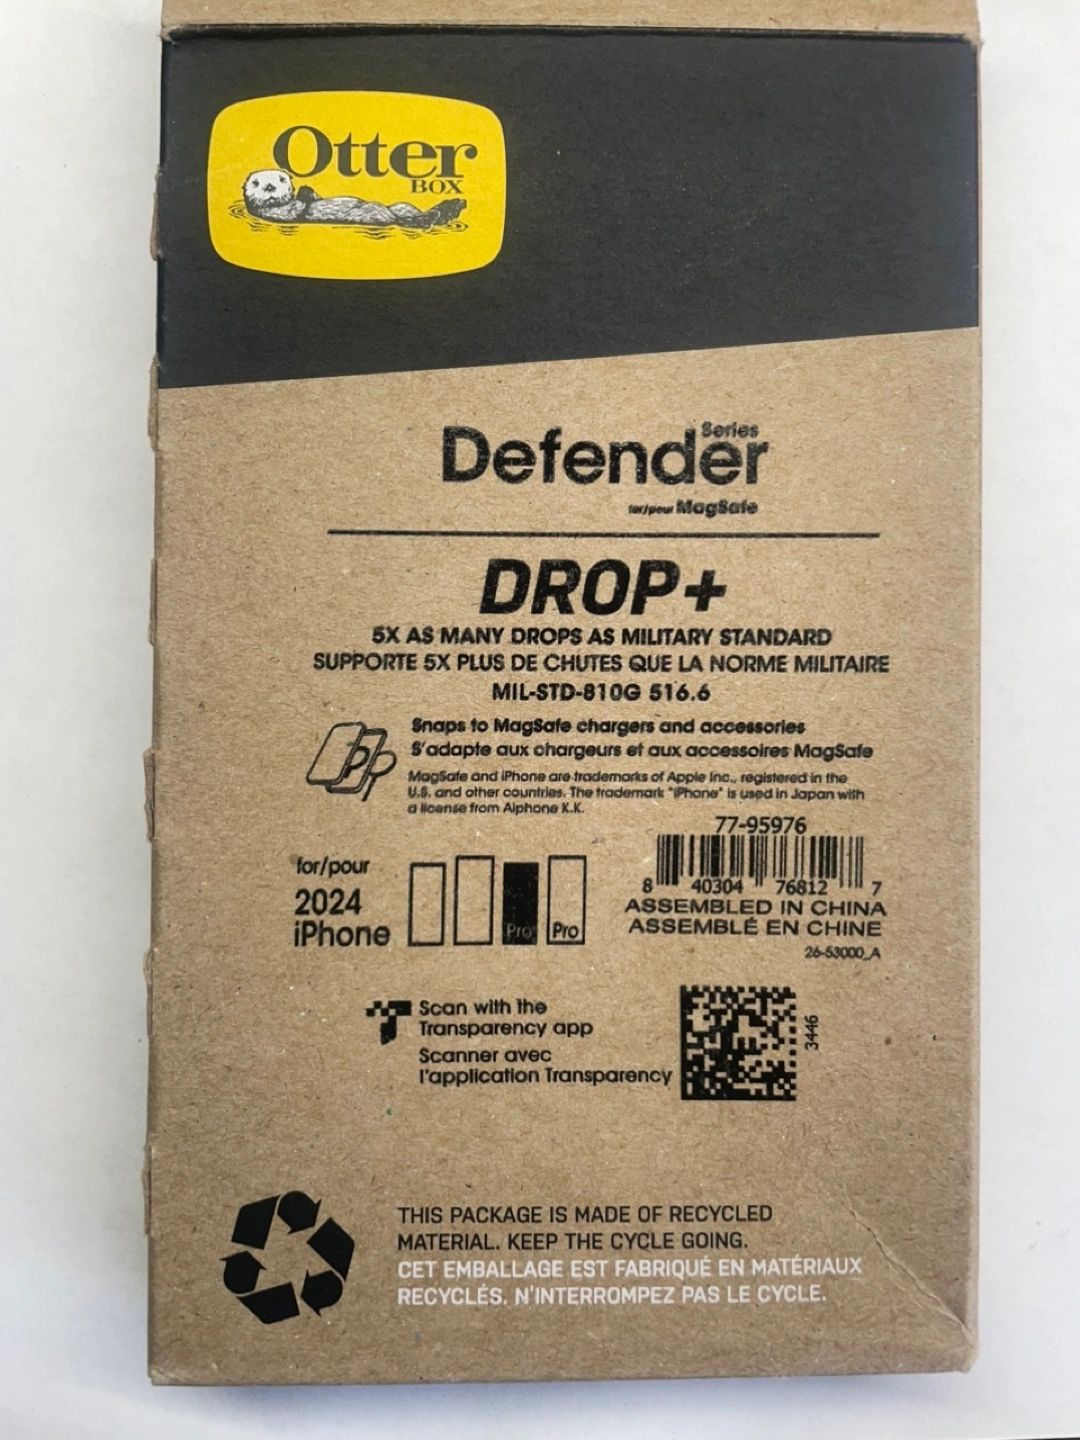 Otter
BOX
Defender Series
for/pour MagSafe
DROP+
5X AS MANY DROPS AS MILITARY STANDARD
SUPPORTE 5X PLUS DE CHUTES QUE LA NORME MILITAIRE
MIL-STD-810G 516.6
Snaps to MagSafe chargers and accessories
S'adapte aux chargeurs et aux accessoires MagSafe
MagSafe and iPhone are trademarks of Apple Inc., registered in the
U.S. and other countries. The trademark "iPhone" is used in Japan with
a license from Aiphone K.K.
77-95976
8 40304 76812 7
ASSEMBLED IN CHINA
ASSEMBLÉ EN CHINE
26-53000_A
for/pour
2024
iPhone
Pro
Pro
Scan with the
Transparency app
Scanner avec
l'application Transparency
3446
THIS PACKAGE IS MADE OF RECYCLED
MATERIAL. KEEP THE CYCLE GOING.
CET EMBALLAGE EST FABRIQUÉ EN MATÉRIAUX
RECYCLÉS. N'INTERROMPEZ PAS LE CYCLE.